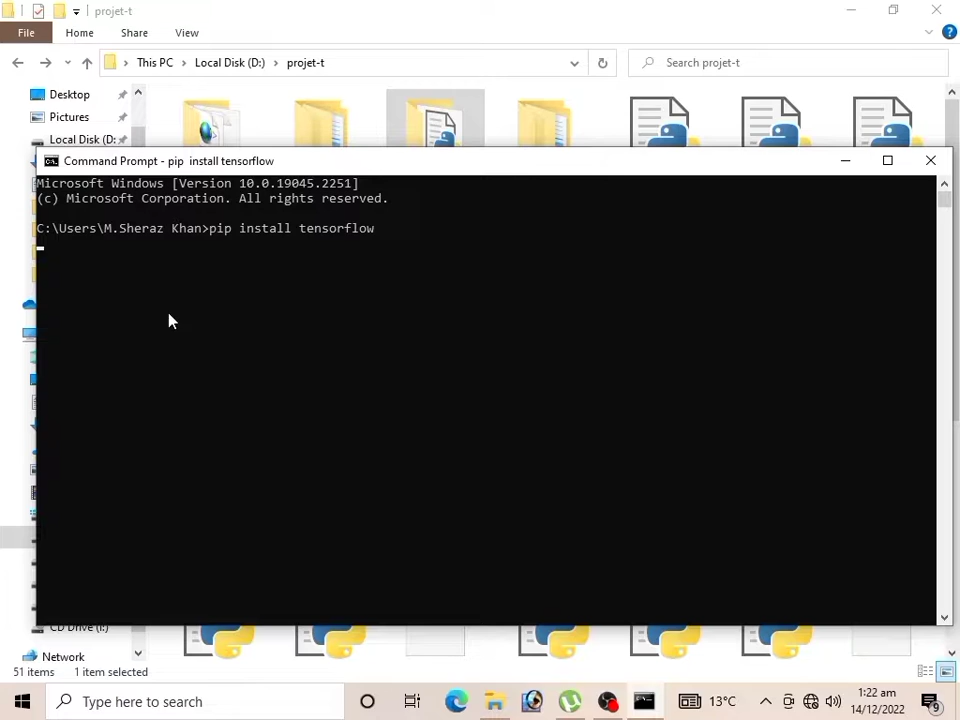 projet-t
File
Home
Share
View
This PC
Local Disk (D:)
projet-t
Search projet-t
Desktop
Pictures
Local Disk (D:
Command Prompt - pip  install tensorflow
Microsoft Windows [Version 10.0.19045.2251]
(c) Microsoft Corporation. All rights reserved.
C:\Users\M.Sheraz Khan>pip install tensorflow
CD Drive (I:)
Network
51 items
1 item selected
Type here to search
13°C
1:22 am
14/12/2022
9